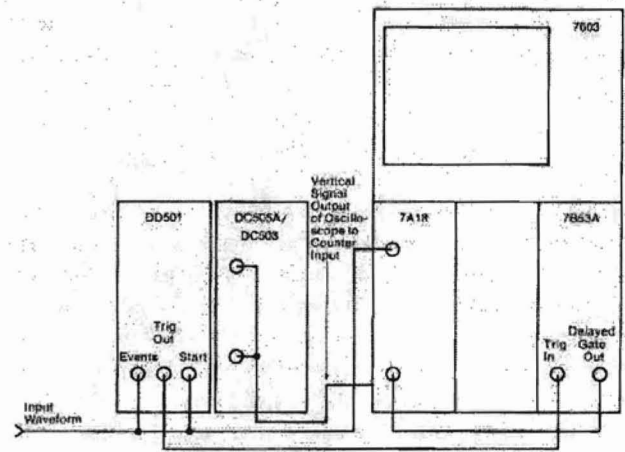 7603
Vertical
Signal
Output
of Oscillo-
scope to
Counter
Input
DD501
DC505A/
DC503
7A18
7B53A
Trig
Out
Events
Start
Trig
In
Delayed
Gate
Out
Input
Waveform